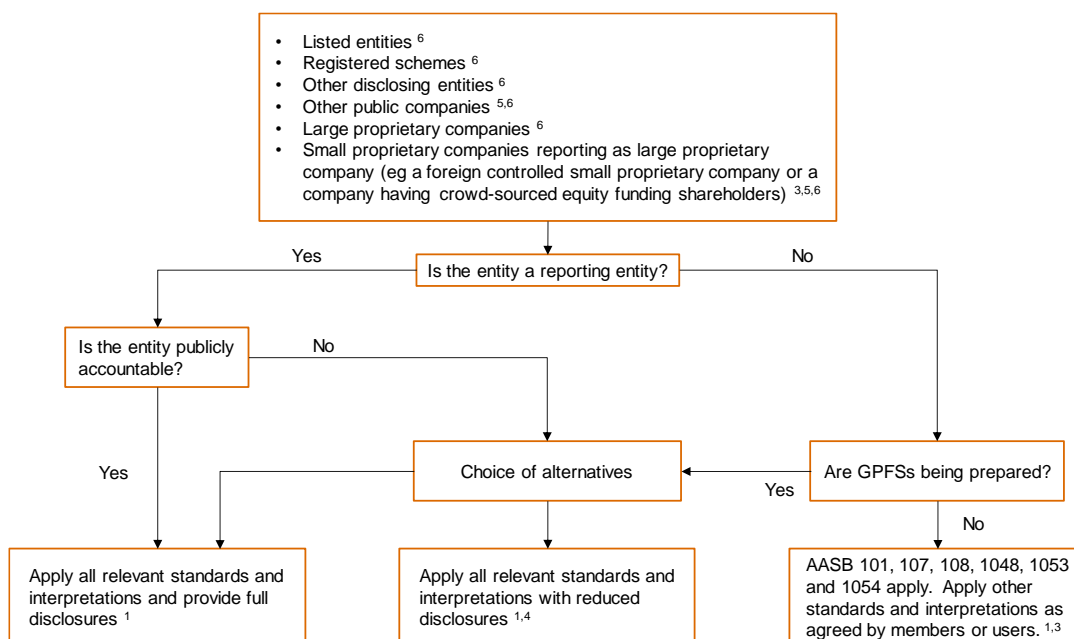 • Listed entities 6
• Registered schemes 6
• Other disclosing entities 6
• Other public companies 5,6
• Large proprietary companies 6
• Small proprietary companies reporting as large proprietary
company (eg a foreign controlled small proprietary company or a
company having crowd-sourced equity funding shareholders) 3,5,6
Yes
Is the entity a reporting entity?
No
Is the entity publicly
accountable?
No
Yes
Choice of alternatives
Yes
Are GPFSs being prepared?
No
Apply all relevant standards and
interpretations and provide full
disclosures 1
Apply all relevant standards and
interpretations with reduced
disclosures 1,4
AASB 101, 107, 108, 1048, 1053
and 1054 apply. Apply other
standards and interpretations as
agreed by members or users. 1,3